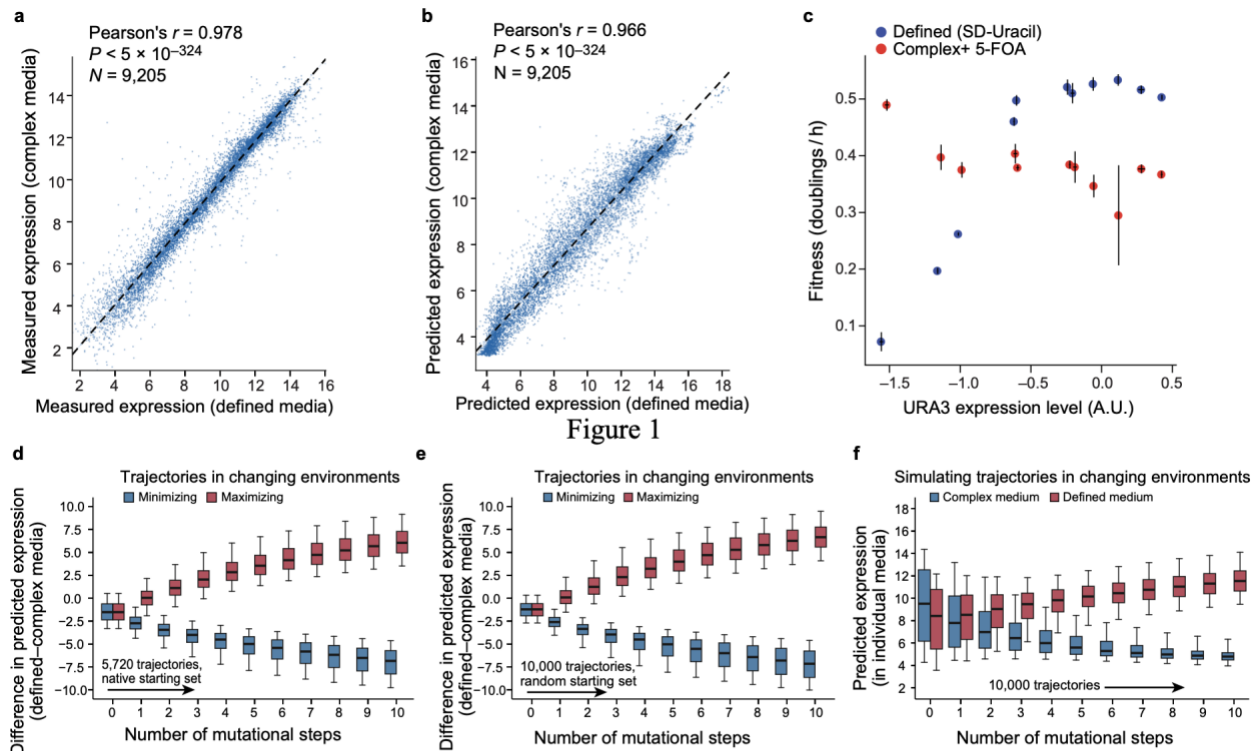 a
Pearson's r = 0.978
P < 5 × 10⁻³²⁴
N = 9,205
Measured expression (complex media)
14
12
10
8
6
4
2
2 4 6 8 10 12 14 16
Measured expression (defined media)
b
Pearson's r = 0.966
P < 5 × 10⁻³²⁴
N = 9,205
Predicted expression (complex media)
16
14
12
10
8
6
4
4 6 8 10 12 14 16 18
Predicted expression (defined media)
c
Defined (SD-Uracil)
Complex+ 5-FOA
Fitness (doublings/h)
0.5
0.4
0.3
0.2
0.1
–1.5 –1.0 –0.5 0.0 0.5
URA3 expression level (A.U.)
Figure 1
d
Trajectories in changing environments
Minimizing Maximizing
Difference in predicted expression
(defined–complex media)
10.0
7.5
5.0
2.5
0.0
–2.5
–5.0
–7.5
–10.0
5,720 trajectories,
native starting set
0 1 2 3 4 5 6 7 8 9 10
Number of mutational steps
e
Trajectories in changing environments
Minimizing Maximizing
Difference in predicted expression
(defined–complex media)
10.0
7.5
5.0
2.5
0.0
–2.5
–5.0
–7.5
–10.0
10,000 trajectories,
random starting set
0 1 2 3 4 5 6 7 8 9 10
Number of mutational steps
f
Simulating trajectories in changing environments
Complex medium Defined medium
Predicted expression
(in individual media)
18
16
14
12
10
8
6
4
2
10,000 trajectories
0 1 2 3 4 5 6 7 8 9 10
Number of mutational steps